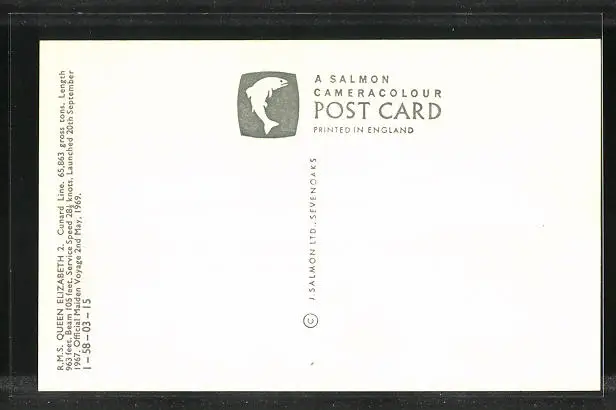 A SALMON
CAMERACOLOUR
POST CARD
PRINTED IN ENGLAND
© J. SALMON LTD., SEVENOAKS
R.M.S. QUEEN ELIZABETH 2. Cunard Line. 65,863 gross tons. Length
963 feet. Beam 105 feet. Service Speed 28½ knots. Launched 20th September
1967. Official Maiden Voyage 2nd May, 1969.
1-58-03-15